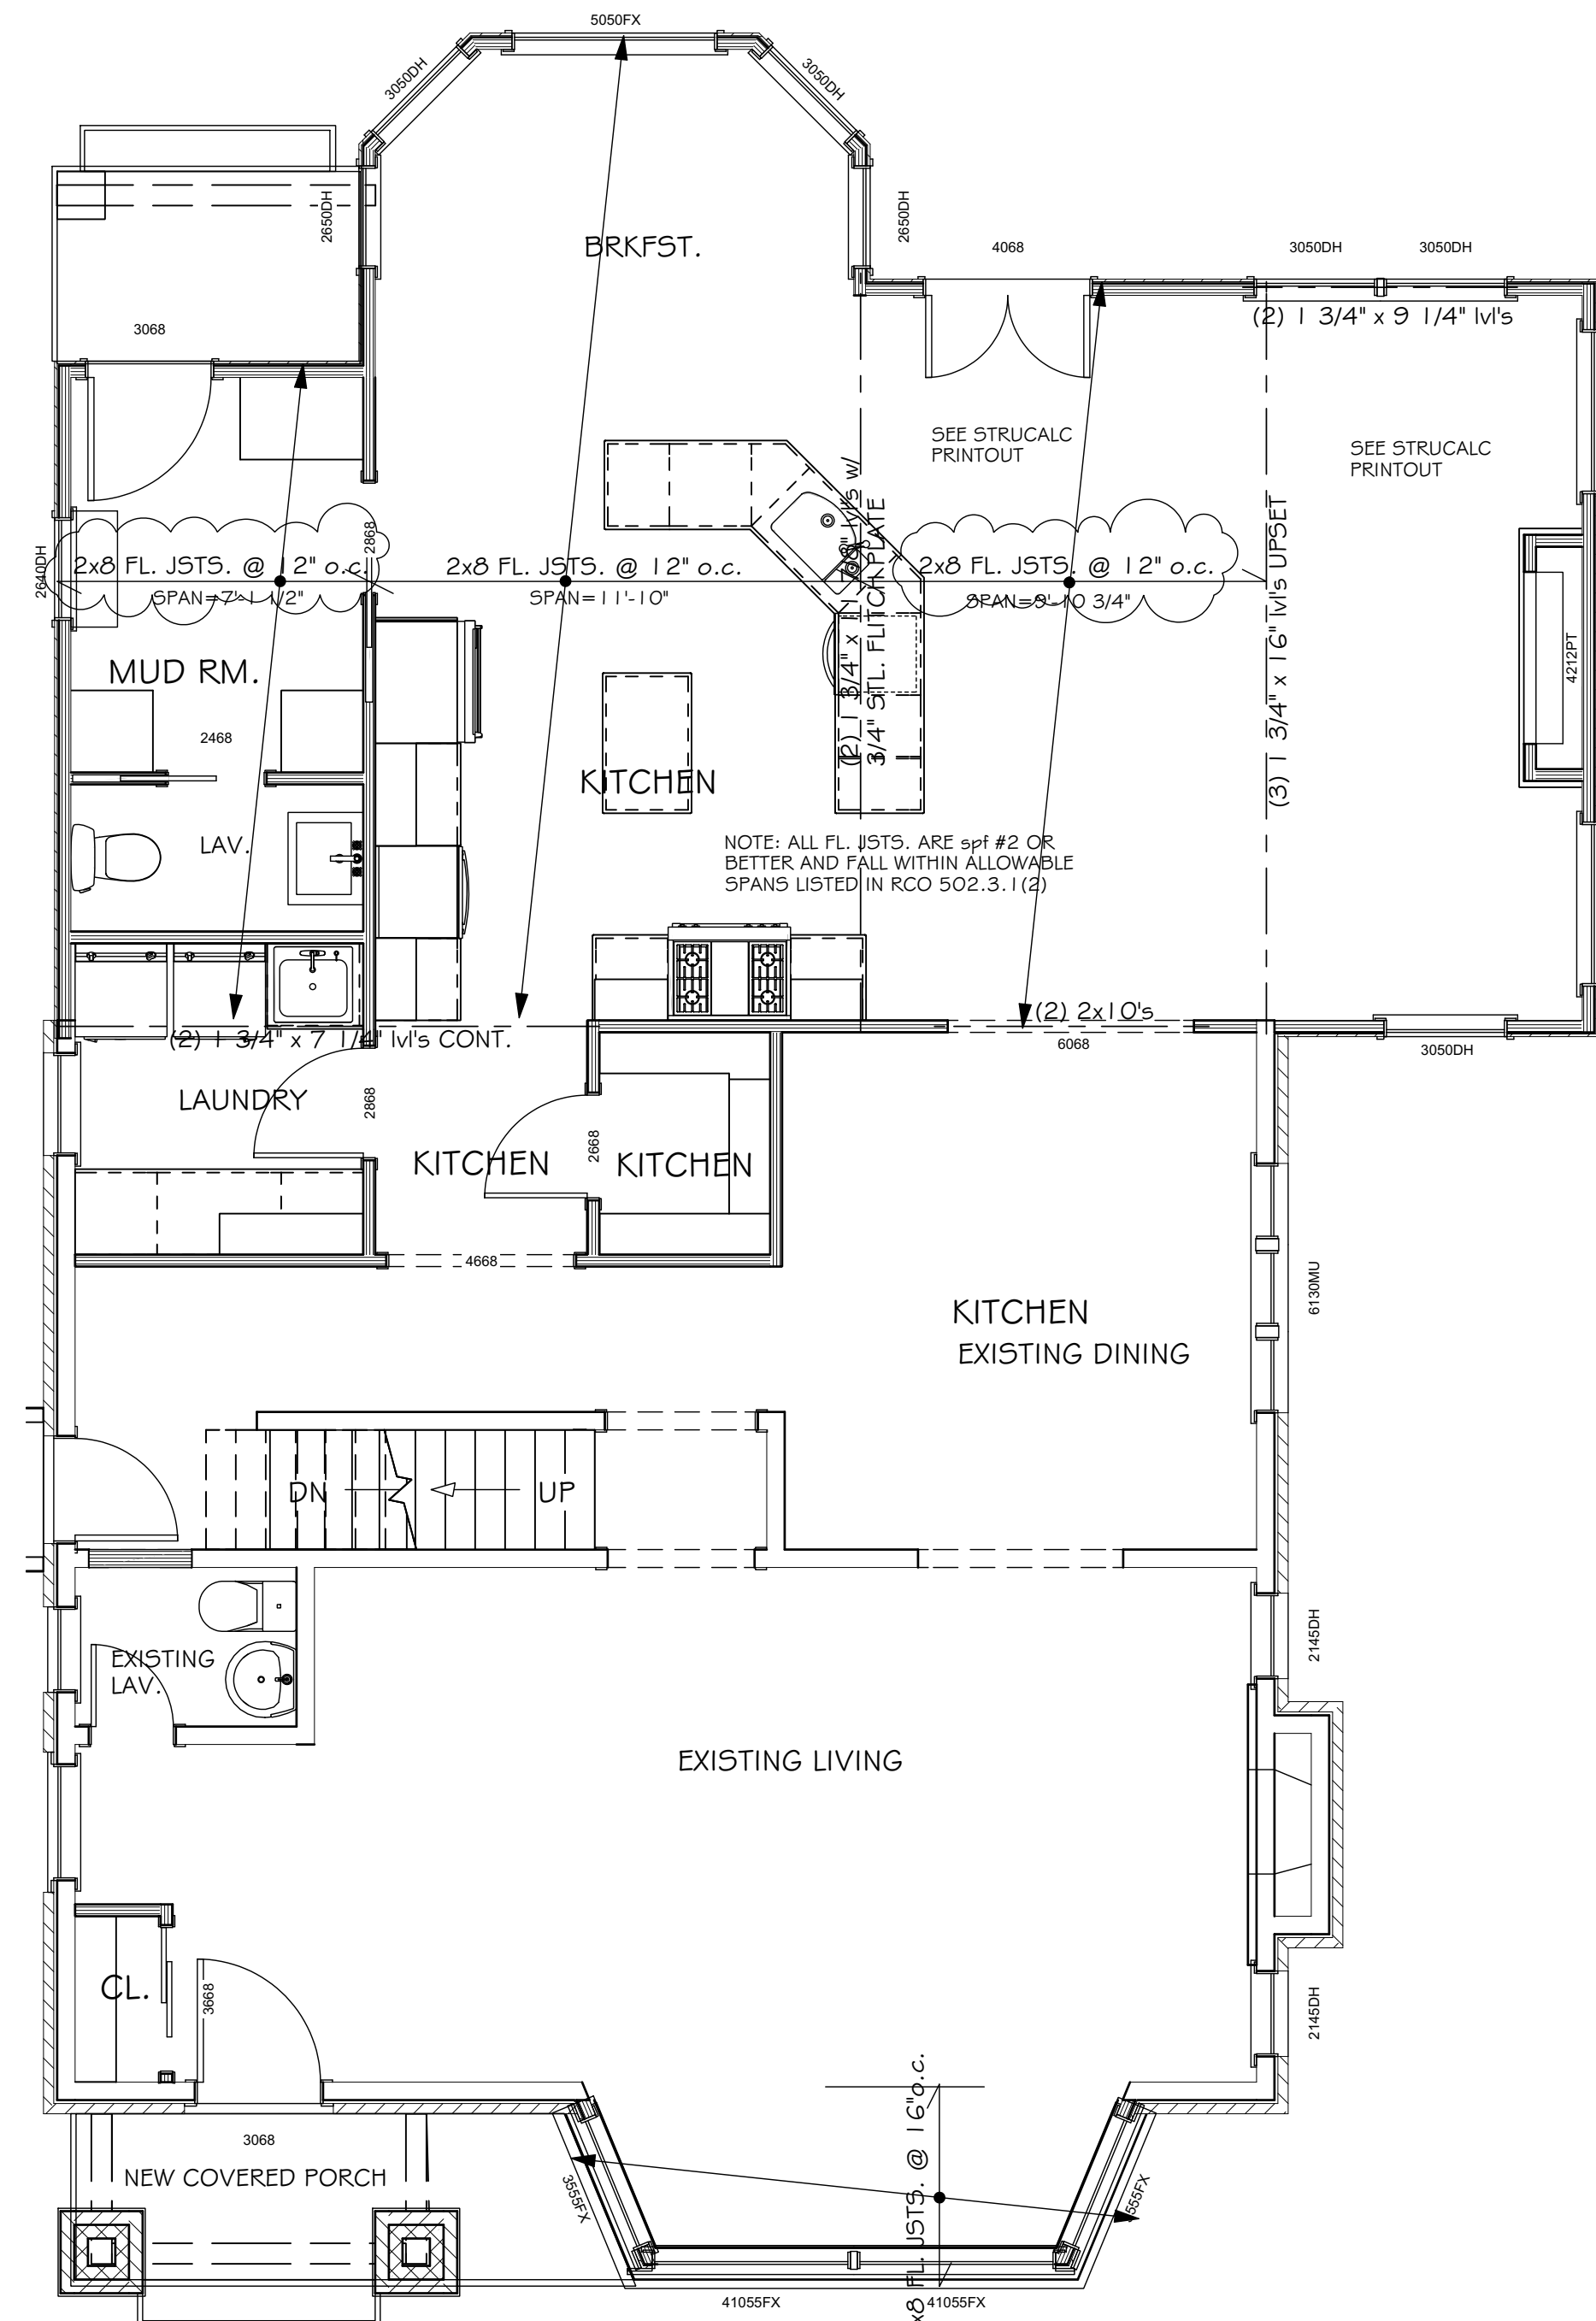 5050FX
3050DH
3050DH
2650DH
2650DH
BRKFST.
4068
3050DH
3050DH
3068
(2) 1 3/4" x 9 1/4" lvl's
SEE STRUCALC
PRINTOUT
SEE STRUCALC
PRINTOUT
2640DH
2868
2x8 FL. JSTS. @ 12" o.c.
SPAN=7'-1 1/2"
2x8 FL. JSTS. @ 12" o.c.
SPAN=11'-10"
2x8 FL. JSTS. @ 12" o.c.
SPAN=9'-10 3/4"
(2) 1 3/4" x 11 lvl's w/
3/4" STL. FLITCH PLATE
(3) 1 3/4" x 16" lvl's UPSET
4212PT
MUD RM.
2468
KITCHEN
LAV.
NOTE: ALL FL. JSTS. ARE spf #2 OR
BETTER AND FALL WITHIN ALLOWABLE
SPANS LISTED IN RCO 502.3.1(2)
(2) 1 3/4" x 7 1/4" lvl's CONT.
(2) 2x10's
6068
3050DH
LAUNDRY
2868
KITCHEN
2668
KITCHEN
4668
6130MU
KITCHEN
EXISTING DINING
DN
UP
2145DH
EXISTING
LAV.
EXISTING LIVING
CL.
3668
2145DH
3068
NEW COVERED PORCH
3555FX
x8 FL. JSTS. @ 16"o.c.
555FX
41055FX
41055FX